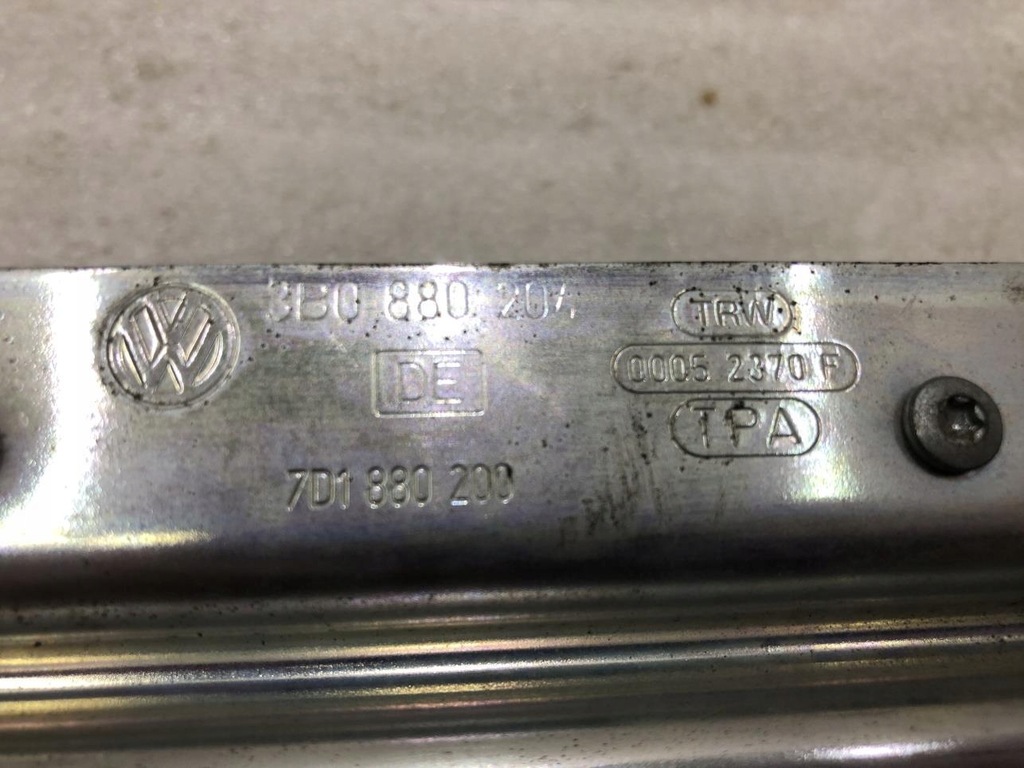 3B0 880 204
TRW
DE
0005 2370 F
TPA
7D1 880 200